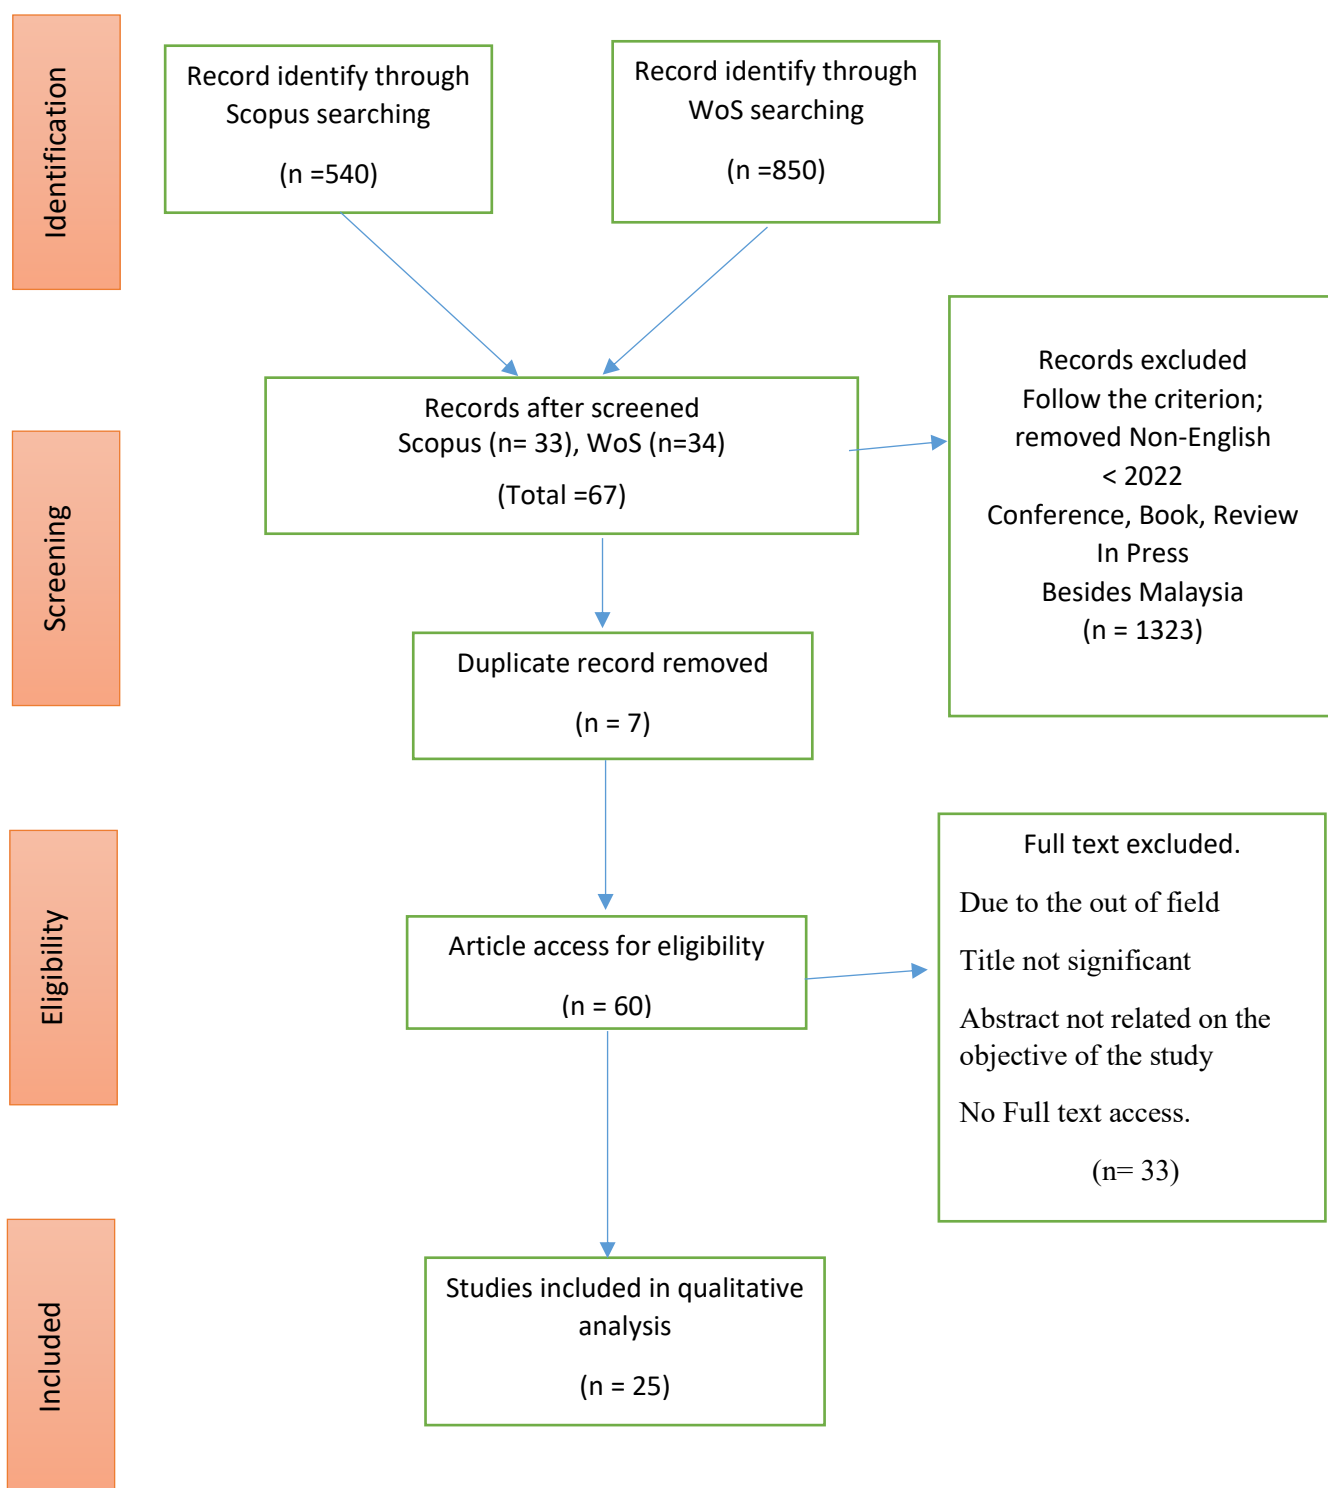 Identification
Record identify through
Scopus searching
(n =540)
Record identify through
WoS searching
(n =850)
Screening
Records after screened
Scopus (n= 33), WoS (n=34)
(Total =67)
Records excluded
Follow the criterion;
removed Non-English
< 2022
Conference, Book, Review
In Press
Besides Malaysia
(n = 1323)
Duplicate record removed
(n = 7)
Eligibility
Article access for eligibility
(n = 60)
Full text excluded.
Due to the out of field
Title not significant
Abstract not related on the
objective of the study
No Full text access.
(n= 33)
Included
Studies included in qualitative
analysis
(n = 25)